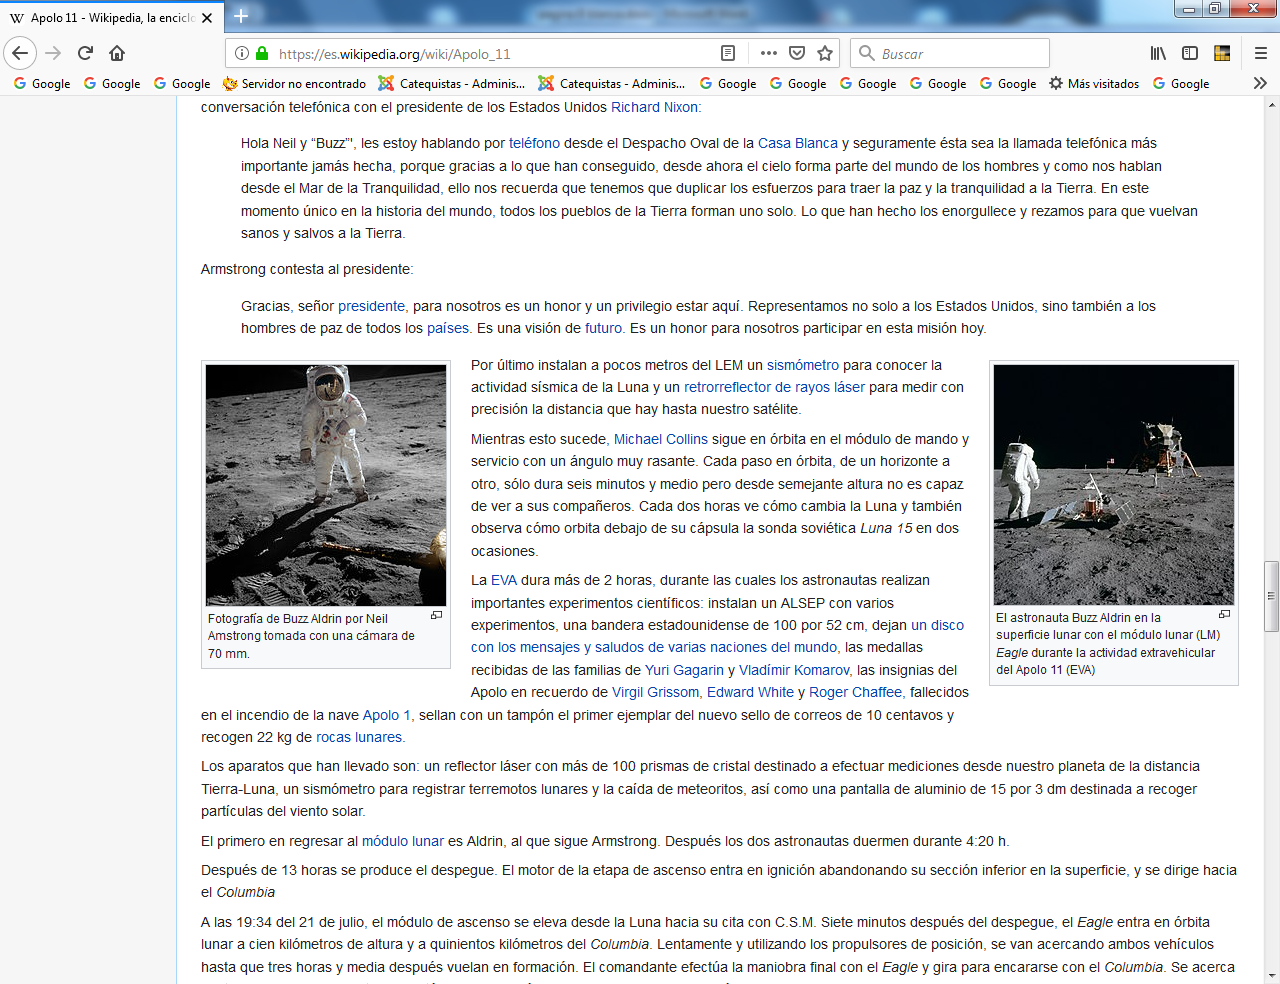 Apolo 11 - Wikipedia, la enciclo
https://es.wikipedia.org/wiki/Apolo_11
Buscar
Google
Google
Google
Servidor no encontrado
Catequistas - Adminis...
Catequistas - Adminis...
Google
Google
Google
Google
Google
Más visitados
Google
conversación telefónica con el presidente de los Estados Unidos Richard Nixon:
Hola Neil y “Buzz”', les estoy hablando por teléfono desde el Despacho Oval de la Casa Blanca y seguramente ésta sea la llamada telefónica más
importante jamás hecha, porque gracias a lo que han conseguido, desde ahora el cielo forma parte del mundo de los hombres y como nos hablan
desde el Mar de la Tranquilidad, ello nos recuerda que tenemos que duplicar los esfuerzos para traer la paz y la tranquilidad a la Tierra. En este
momento único en la historia del mundo, todos los pueblos de la Tierra forman uno solo. Lo que han hecho los enorgullece y rezamos para que vuelvan
sanos y salvos a la Tierra.
Armstrong contesta al presidente:
Gracias, señor presidente, para nosotros es un honor y un privilegio estar aquí. Representamos no solo a los Estados Unidos, sino también a los
hombres de paz de todos los países. Es una visión de futuro. Es un honor para nosotros participar en esta misión hoy.
Fotografía de Buzz Aldrin por Neil
Amstrong tomada con una cámara de
70 mm.
Por último instalan a pocos metros del LEM un sismómetro para conocer la
actividad sísmica de la Luna y un retrorreflector de rayos láser para medir con
precisión la distancia que hay hasta nuestro satélite.
Mientras esto sucede, Michael Collins sigue en órbita en el módulo de mando y
servicio con un ángulo muy rasante. Cada paso en órbita, de un horizonte a
otro, sólo dura seis minutos y medio pero desde semejante altura no es capaz
de ver a sus compañeros. Cada dos horas ve cómo cambia la Luna y también
observa cómo orbita debajo de su cápsula la sonda soviética Luna 15 en dos
ocasiones.
La EVA dura más de 2 horas, durante las cuales los astronautas realizan
importantes experimentos científicos: instalan un ALSEP con varios
experimentos, una bandera estadounidense de 100 por 52 cm, dejan un disco
con los mensajes y saludos de varias naciones del mundo, las medallas
recibidas de las familias de Yuri Gagarin y Vladímir Komarov, las insignias del
Apolo en recuerdo de Virgil Grissom, Edward White y Roger Chaffee, fallecidos
en el incendio de la nave Apolo 1, sellan con un tampón el primer ejemplar del nuevo sello de correos de 10 centavos y
recogen 22 kg de rocas lunares.
El astronauta Buzz Aldrin en la
superficie lunar con el módulo lunar (LM)
Eagle durante la actividad extravehicular
del Apolo 11 (EVA)
Los aparatos que han llevado son: un reflector láser con más de 100 prismas de cristal destinado a efectuar mediciones desde nuestro planeta de la distancia
Tierra-Luna, un sismómetro para registrar terremotos lunares y la caída de meteoritos, así como una pantalla de aluminio de 15 por 3 dm destinada a recoger
partículas del viento solar.
El primero en regresar al módulo lunar es Aldrin, al que sigue Armstrong. Después los dos astronautas duermen durante 4:20 h.
Después de 13 horas se produce el despegue. El motor de la etapa de ascenso entra en ignición abandonando su sección inferior en la superficie, y se dirige hacia
el Columbia
A las 19:34 del 21 de julio, el módulo de ascenso se eleva desde la Luna hacia su cita con C.S.M. Siete minutos después del despegue, el Eagle entra en órbita
lunar a cien kilómetros de altura y a quinientos kilómetros del Columbia. Lentamente y utilizando los propulsores de posición, se van acercando ambos vehículos
hasta que tres horas y media después vuelan en formación. El comandante efectúa la maniobra final con el Eagle y gira para encararse con el Columbia. Se acerca